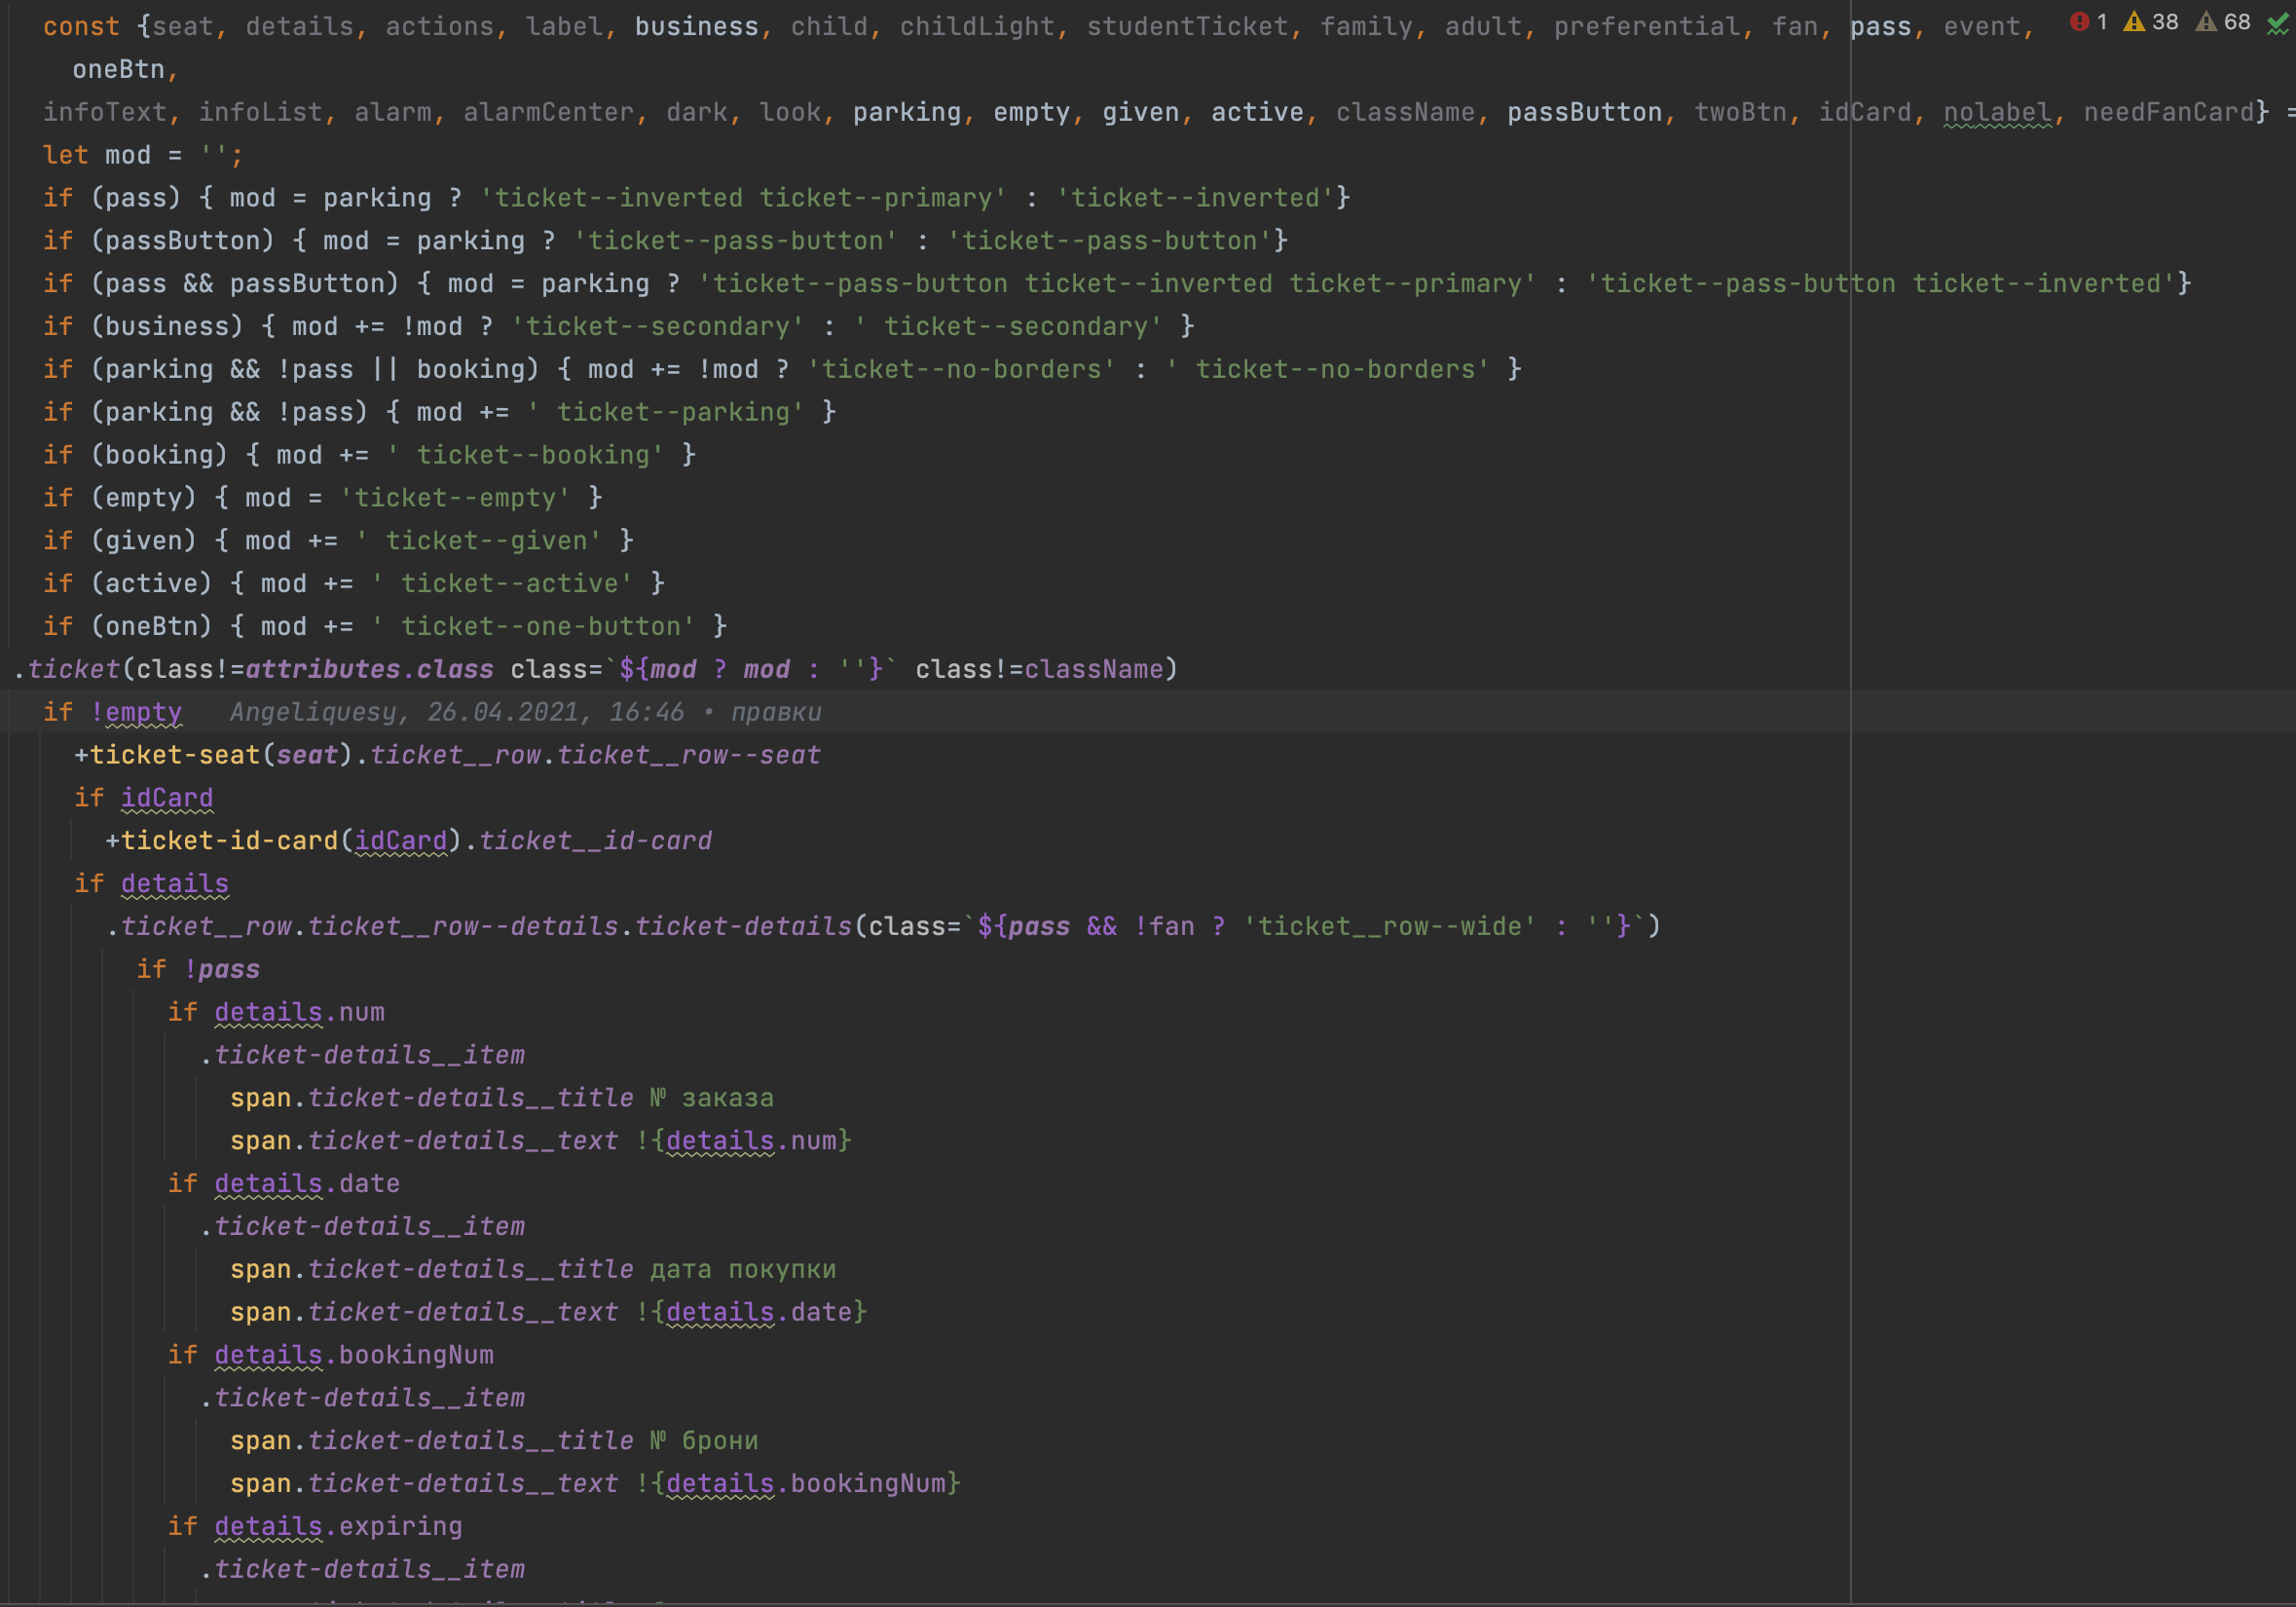 const {seat, details, actions, label, business, child, childLight, studentTicket, family, adult, preferential, fan, pass, event, 1 38 68
oneBtn,
infoText, infoList, alarm, alarmCenter, dark, look, parking, empty, given, active, className, passButton, twoBtn, idCard, nolabel, needFanCard} =
let mod = '';
if (pass) { mod = parking ? 'ticket--inverted ticket--primary' : 'ticket--inverted'}
if (passButton) { mod = parking ? 'ticket--pass-button' : 'ticket--pass-button'}
if (pass && passButton) { mod = parking ? 'ticket--pass-button ticket--inverted ticket--primary' : 'ticket--pass-button ticket--inverted'}
if (business) { mod += !mod ? 'ticket--secondary' : ' ticket--secondary' }
if (parking && !pass || booking) { mod += !mod ? 'ticket--no-borders' : ' ticket--no-borders' }
if (parking && !pass) { mod += ' ticket--parking' }
if (booking) { mod += ' ticket--booking' }
if (empty) { mod = 'ticket--empty' }
if (given) { mod += ' ticket--given' }
if (active) { mod += ' ticket--active' }
if (oneBtn) { mod += ' ticket--one-button' }
.ticket(class!=attributes.class class=`${mod ? mod : ''}` class!=className)
if !empty Angeliquesy, 26.04.2021, 16:46 • правки
+ticket-seat(seat).ticket__row.ticket__row--seat
if idCard
+ticket-id-card(idCard).ticket__id-card
if details
.ticket__row.ticket__row--details.ticket-details(class=`${pass && !fan ? 'ticket__row--wide' : ''}`)
if !pass
if details.num
.ticket-details__item
span.ticket-details__title № заказа
span.ticket-details__text !{details.num}
if details.date
.ticket-details__item
span.ticket-details__title дата покупки
span.ticket-details__text !{details.date}
if details.bookingNum
.ticket-details__item
span.ticket-details__title № брони
span.ticket-details__text !{details.bookingNum}
if details.expiring
.ticket-details__item